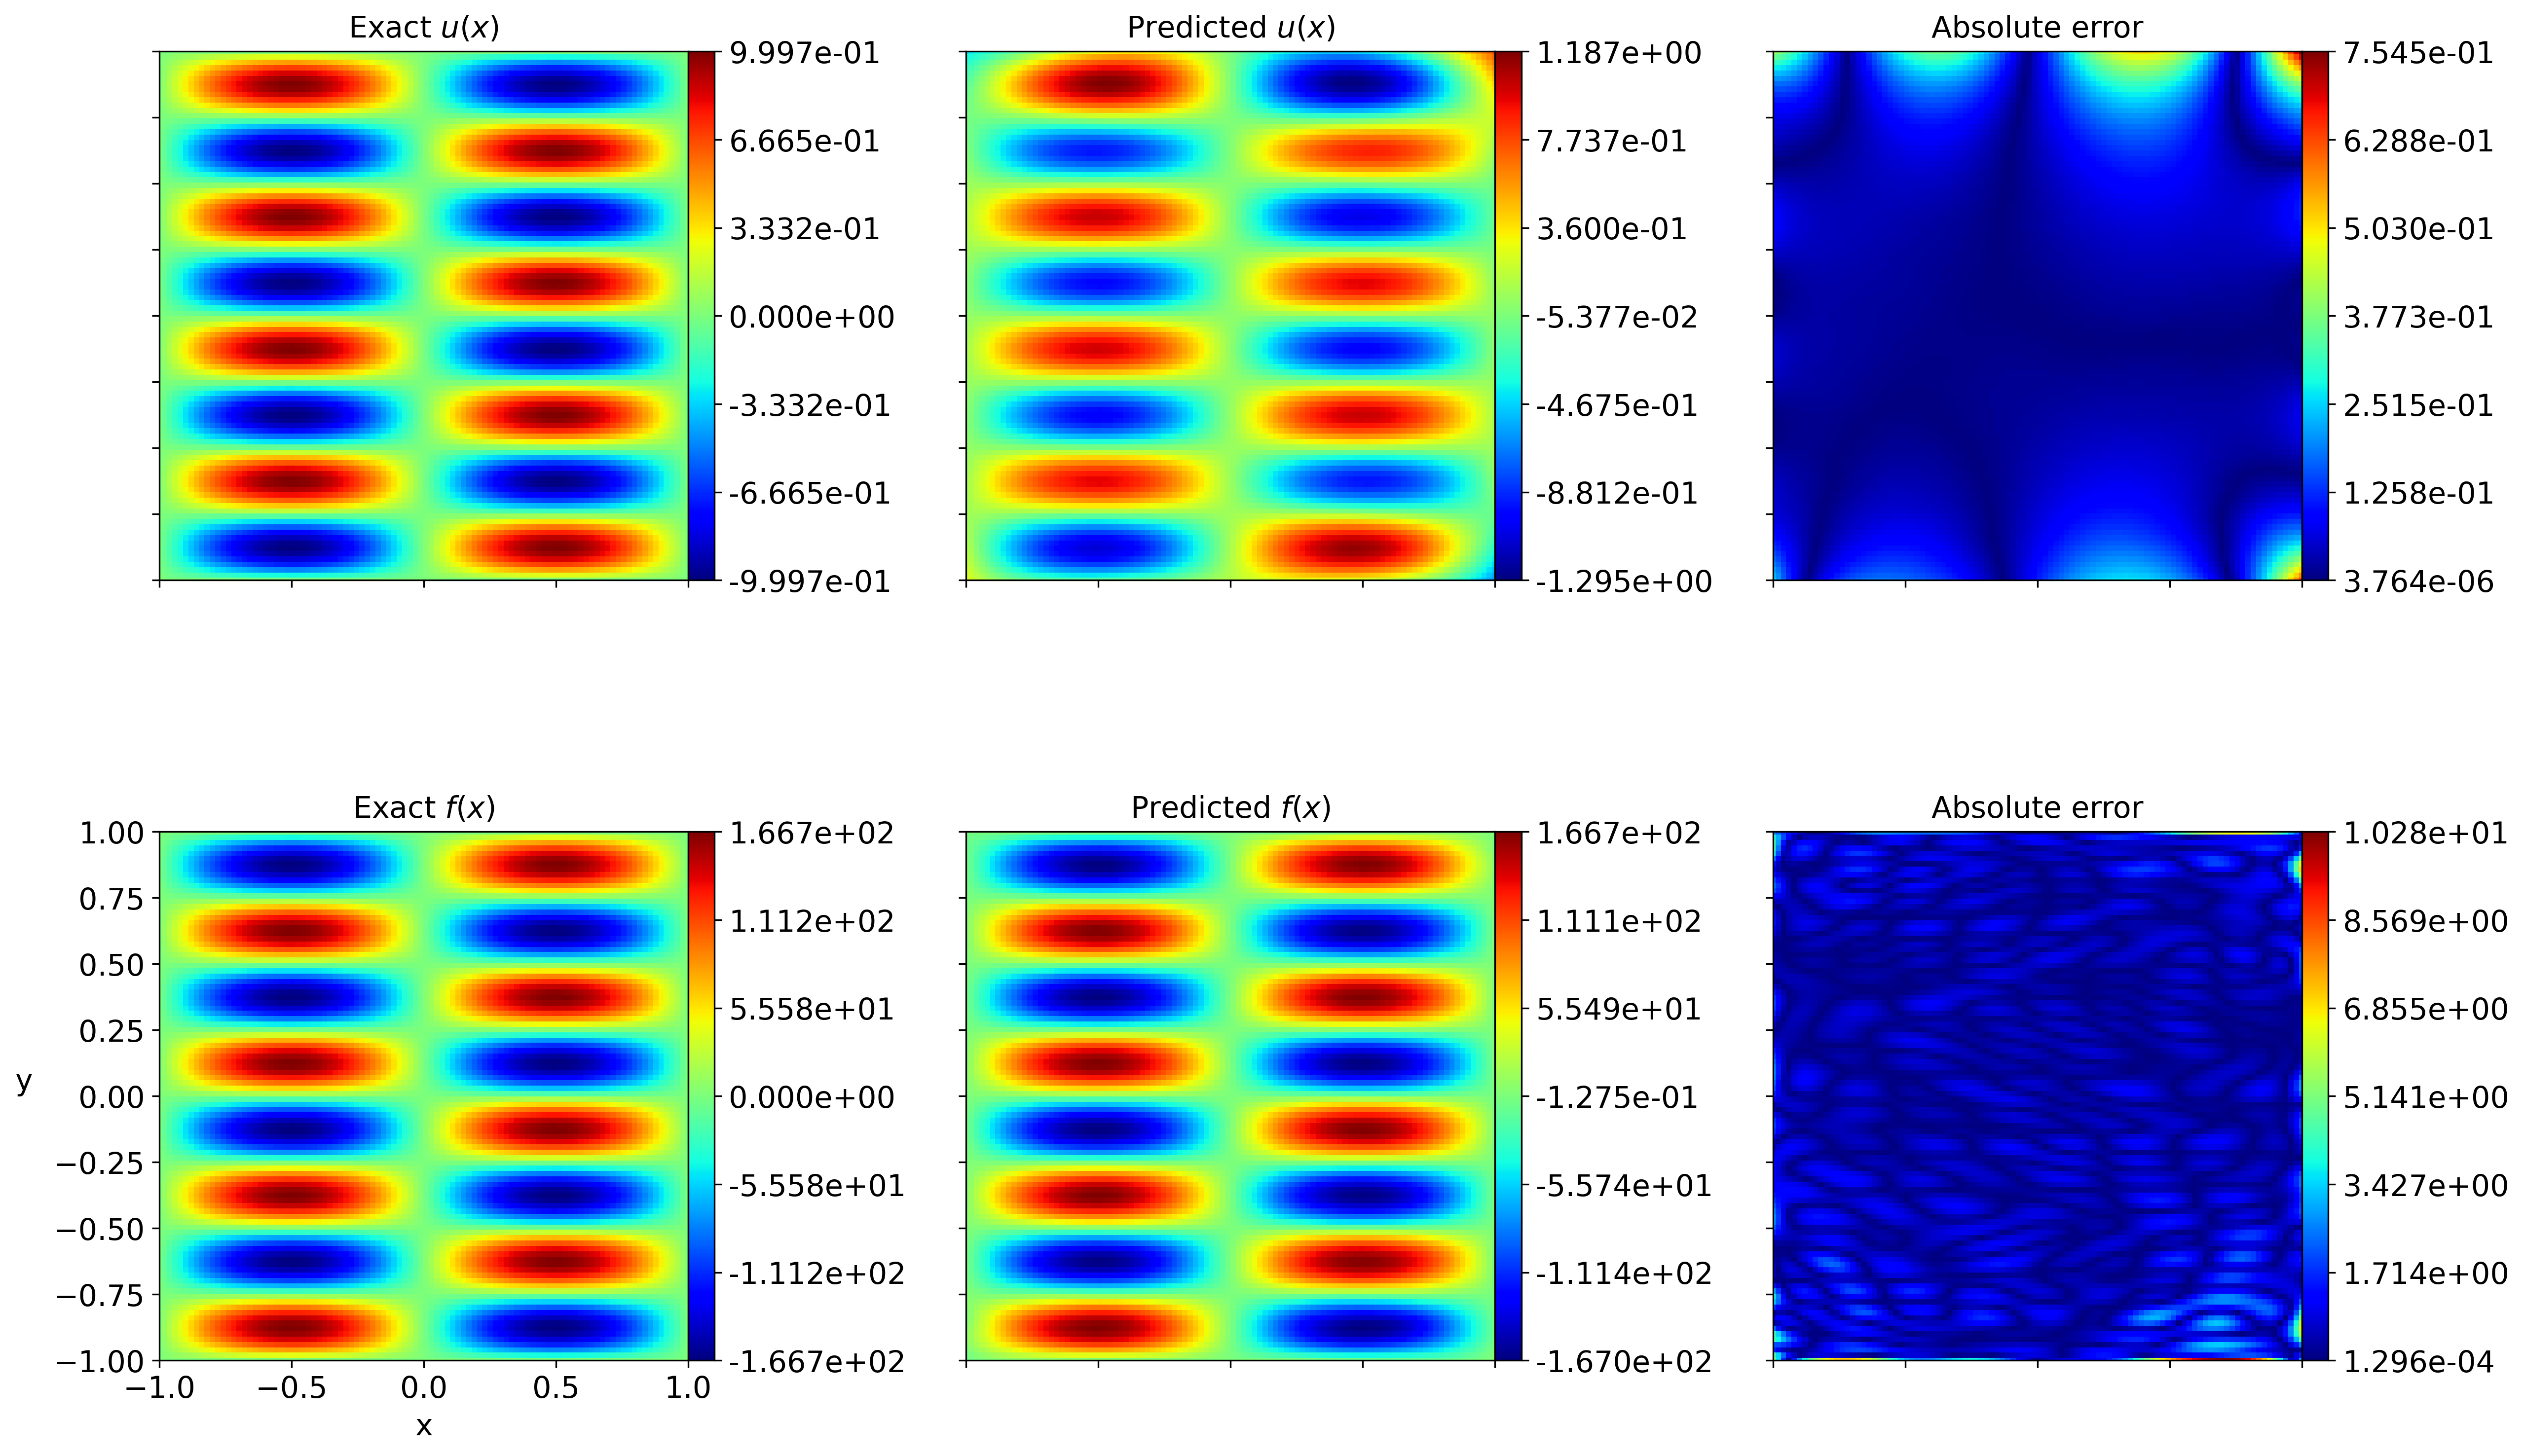 Exact u(x)
9.997e-01
6.665e-01
3.332e-01
0.000e+00
-3.332e-01
-6.665e-01
-9.997e-01
Predicted u(x)
1.187e+00
7.737e-01
3.600e-01
-5.377e-02
-4.675e-01
-8.812e-01
-1.295e+00
Absolute error
7.545e-01
6.288e-01
5.030e-01
3.773e-01
2.515e-01
1.258e-01
3.764e-06
Exact f(x)
y
1.00
0.75
0.50
0.25
0.00
−0.25
−0.50
−0.75
−1.00
−1.0 −0.5 0.0 0.5 1.0
x
1.667e+02
1.112e+02
5.558e+01
0.000e+00
-5.558e+01
-1.112e+02
-1.667e+02
Predicted f(x)
1.667e+02
1.111e+02
5.549e+01
-1.275e-01
-5.574e+01
-1.114e+02
-1.670e+02
Absolute error
1.028e+01
8.569e+00
6.855e+00
5.141e+00
3.427e+00
1.714e+00
1.296e-04